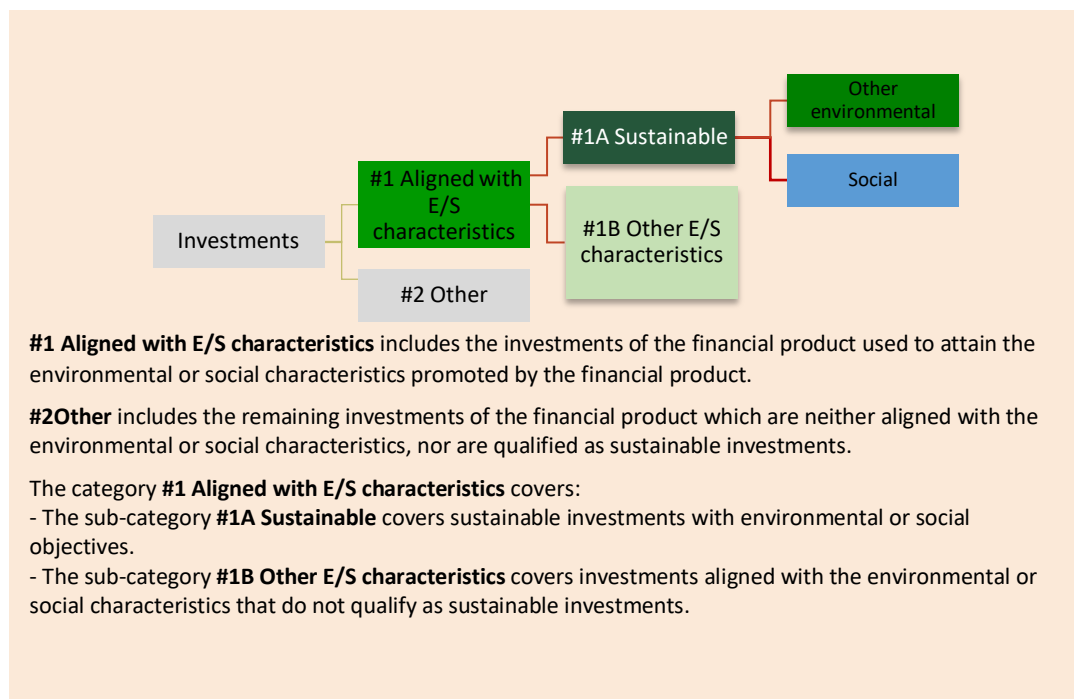 Other
environmental
#1A Sustainable
#1 Aligned with
E/S
characteristics
Social
#1B Other E/S
characteristics
Investments
#2 Other
#1 Aligned with E/S characteristics includes the investments of the financial product used to attain the
environmental or social characteristics promoted by the financial product.
#2Other includes the remaining investments of the financial product which are neither aligned with the
environmental or social characteristics, nor are qualified as sustainable investments.
The category #1 Aligned with E/S characteristics covers:
- The sub-category #1A Sustainable covers sustainable investments with environmental or social
objectives.
- The sub-category #1B Other E/S characteristics covers investments aligned with the environmental or
social characteristics that do not qualify as sustainable investments.